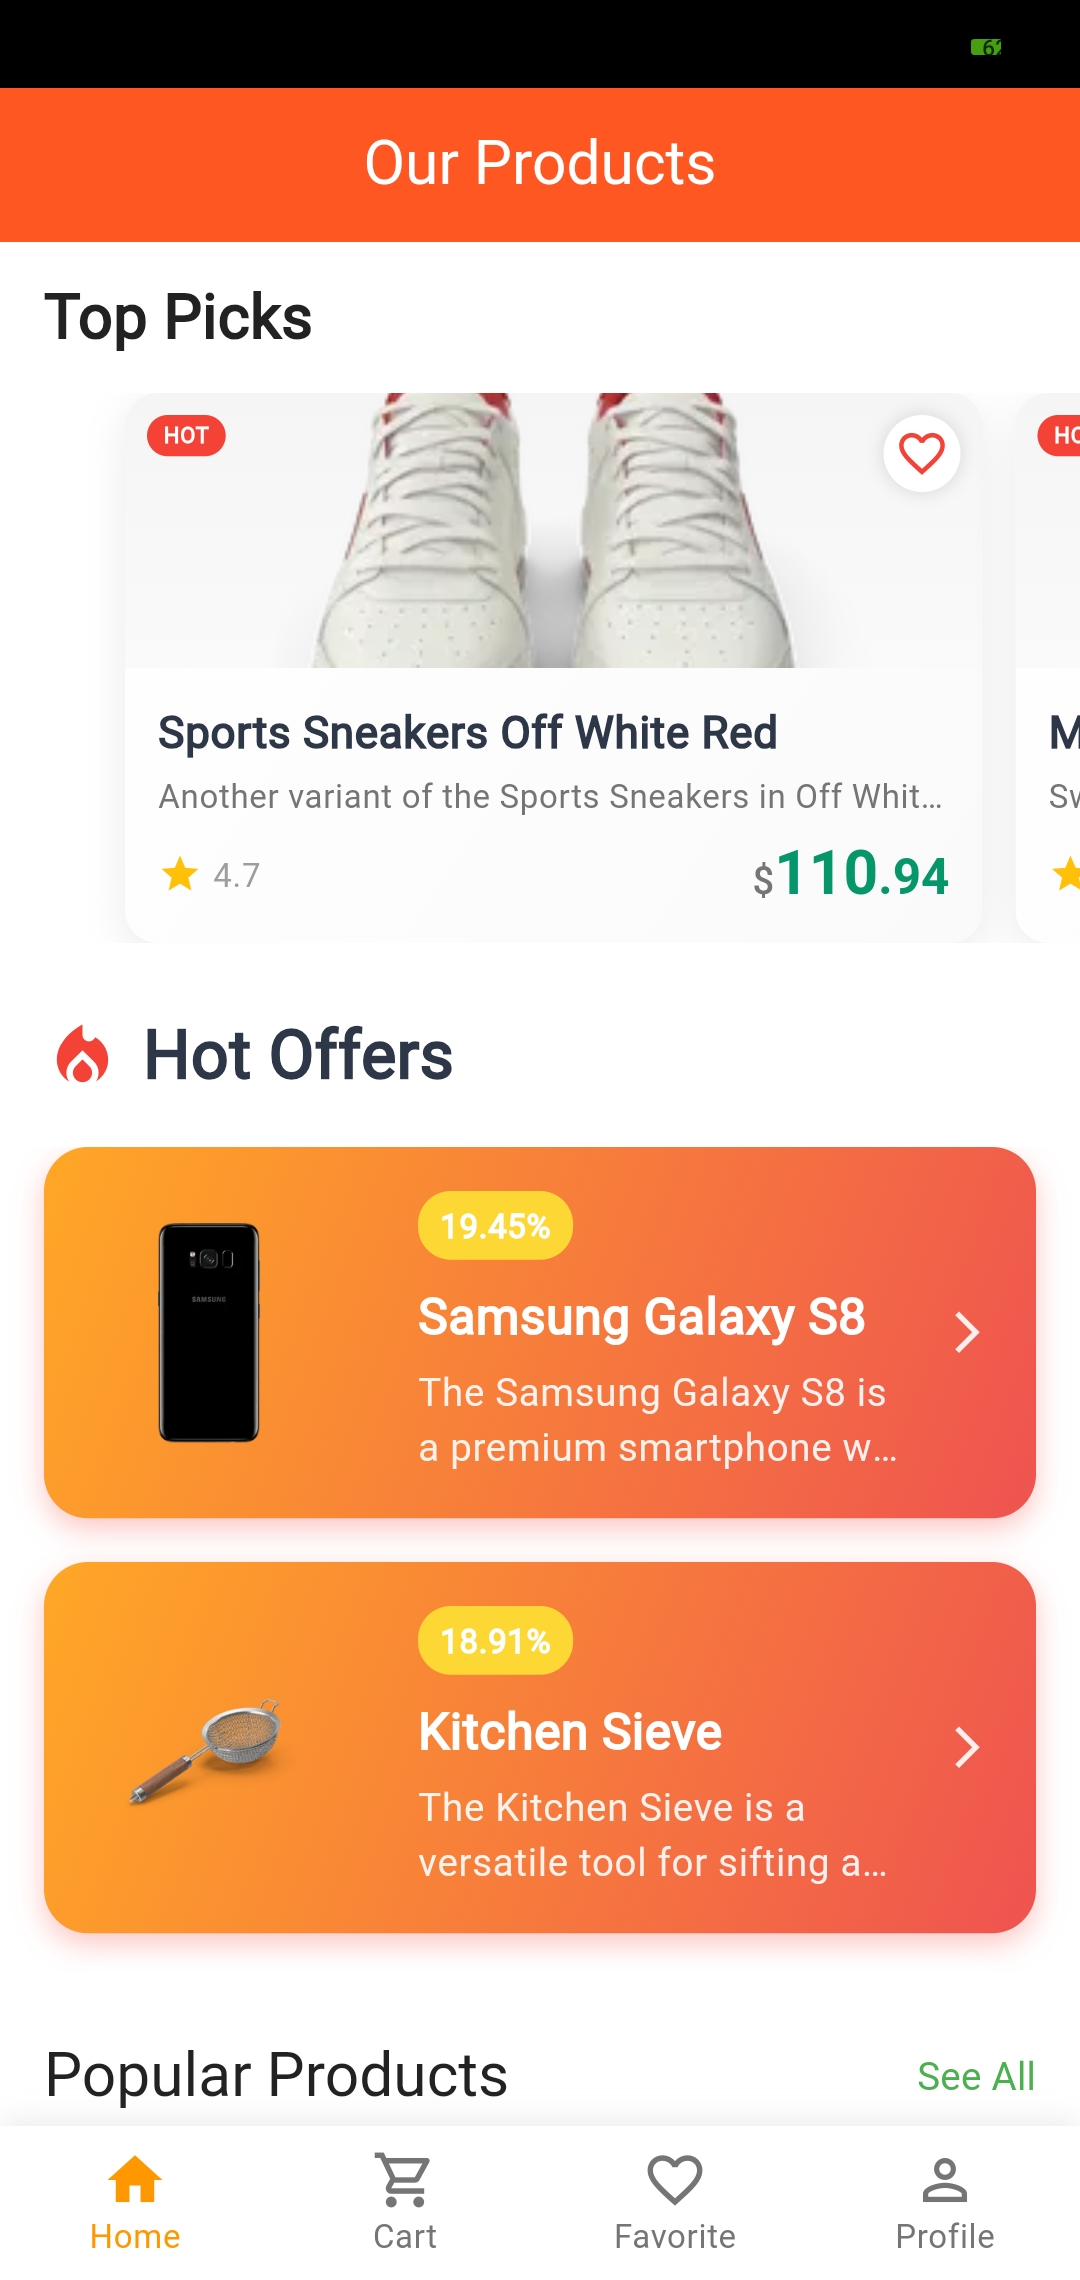 Our Products
Top Picks
HOT
Sports Sneakers Off White Red
Another variant of the Sports Sneakers in Off Whit...
4.7
$110.94
Hot Offers
19.45%
Samsung Galaxy S8
The Samsung Galaxy S8 is
a premium smartphone w...
SAMSUNG
18.91%
Kitchen Sieve
The Kitchen Sieve is a
versatile tool for sifting a...
Popular Products
See All
Home
Cart
Favorite
Profile